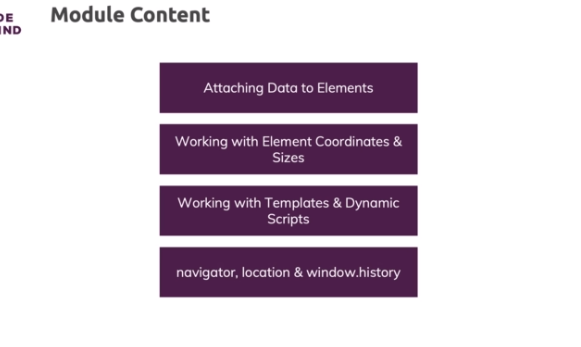 DE
IND
Module Content
Attaching Data to Elements
Working with Element Coordinates &
Sizes
Working with Templates & Dynamic
Scripts
navigator, location & window.history